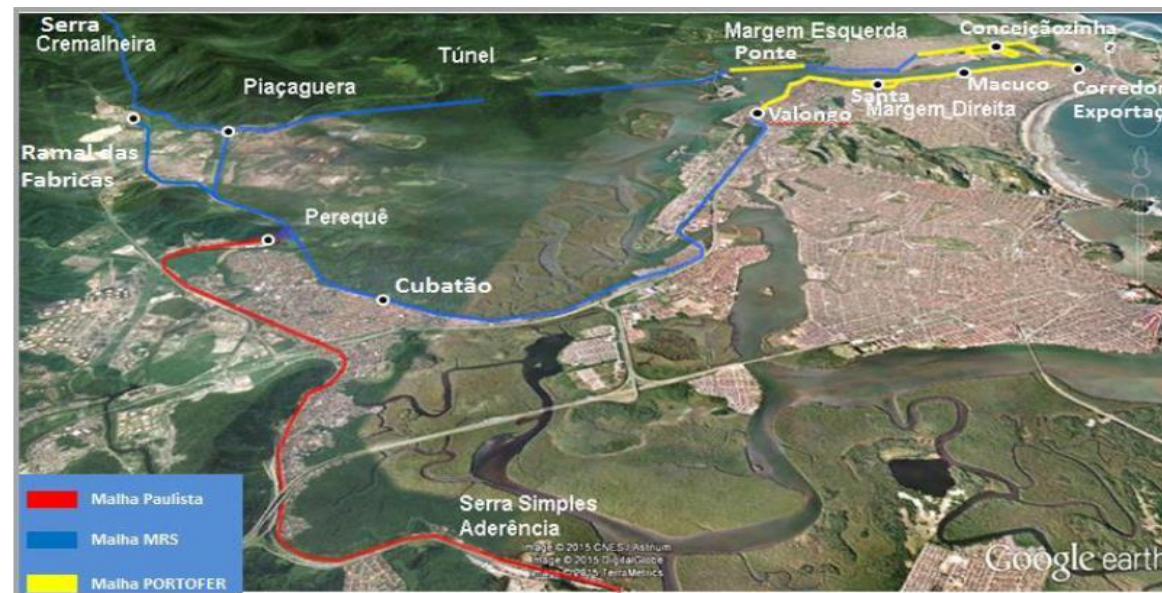 Serra
Cremalheira
Túnel
Margem Esquerda
Ponte
Conceiçãozinha
Piaçaguera
Santa
Macuco
Corredor
Exportaç
Valongo
Margem Direita
Ramal das
Fabricas
Perequê
Cubatão
Serra Simples
Aderência
Malha Paulista
Malha MRS
Malha PORTOFER
Image © 2015 CNES / Astrium
Image © 2015 DigitalGlobe
Image © 2015 TerraMetrics
Google earth